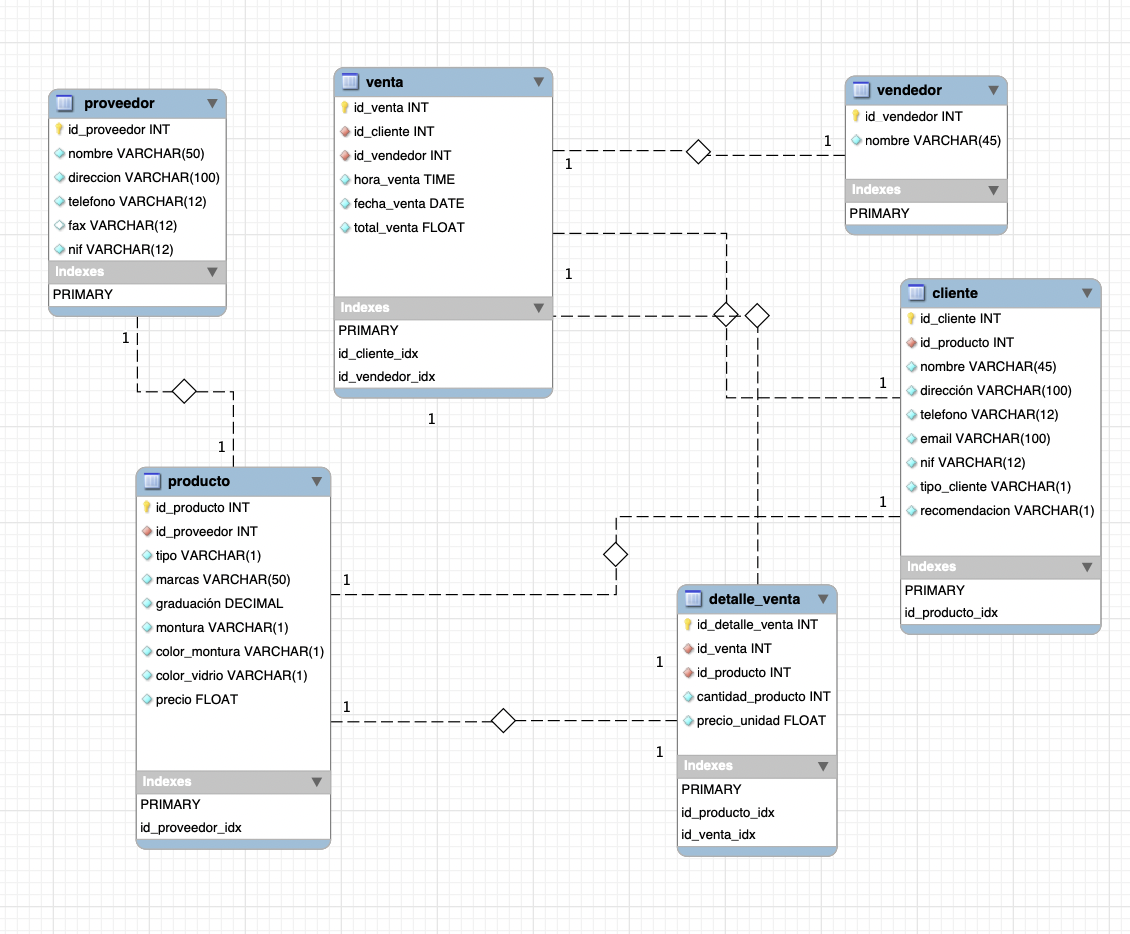 proveedor
id_proveedor INT
nombre VARCHAR(50)
direccion VARCHAR(100)
telefono VARCHAR(12)
fax VARCHAR(12)
nif VARCHAR(12)
Indexes
PRIMARY
venta
id_venta INT
id_cliente INT
id_vendedor INT
hora_venta TIME
fecha_venta DATE
total_venta FLOAT
Indexes
PRIMARY
id_cliente_idx
id_vendedor_idx
1
1
1
1
vendedor
id_vendedor INT
nombre VARCHAR(45)
Indexes
PRIMARY
cliente
id_cliente INT
id_producto INT
nombre VARCHAR(45)
dirección VARCHAR(100)
telefono VARCHAR(12)
email VARCHAR(100)
nif VARCHAR(12)
tipo_cliente VARCHAR(1)
recomendacion VARCHAR(1)
Indexes
PRIMARY
id_producto_idx
1
1
1
1
producto
id_producto INT
id_proveedor INT
tipo VARCHAR(1)
marcas VARCHAR(50)
graduación DECIMAL
montura VARCHAR(1)
color_montura VARCHAR(1)
color_vidrio VARCHAR(1)
precio FLOAT
Indexes
PRIMARY
id_proveedor_idx
1
1
1
1
detalle_venta
id_detalle_venta INT
id_venta INT
id_producto INT
cantidad_producto INT
precio_unidad FLOAT
Indexes
PRIMARY
id_producto_idx
id_venta_idx